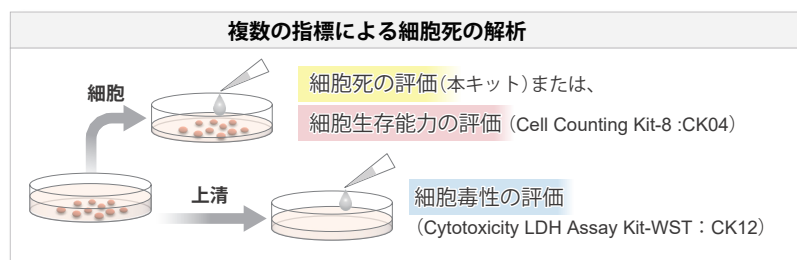 複数の指標による細胞死の解析
細胞
細胞死の評価(本キット)または、
細胞生存能力の評価 (Cell Counting Kit-8 :CK04)
上清
細胞毒性の評価
(Cytotoxicity LDH Assay Kit-WST：CK12)